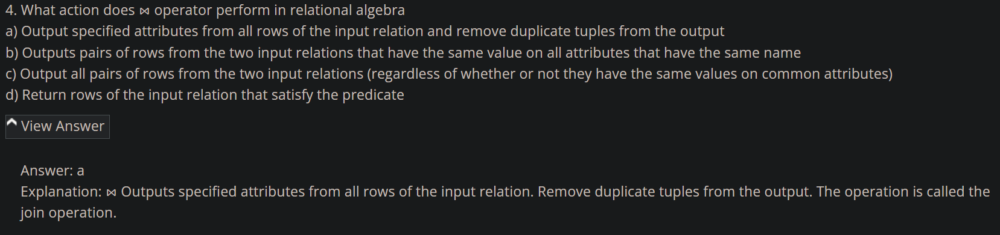 4. What action does ⋈ operator perform in relational algebra
a) Output specified attributes from all rows of the input relation and remove duplicate tuples from the output
b) Outputs pairs of rows from the two input relations that have the same value on all attributes that have the same name
c) Output all pairs of rows from the two input relations (regardless of whether or not they have the same values on common attributes)
d) Return rows of the input relation that satisfy the predicate
View Answer
Answer: a
Explanation: ⋈ Outputs specified attributes from all rows of the input relation. Remove duplicate tuples from the output. The operation is called the
join operation.